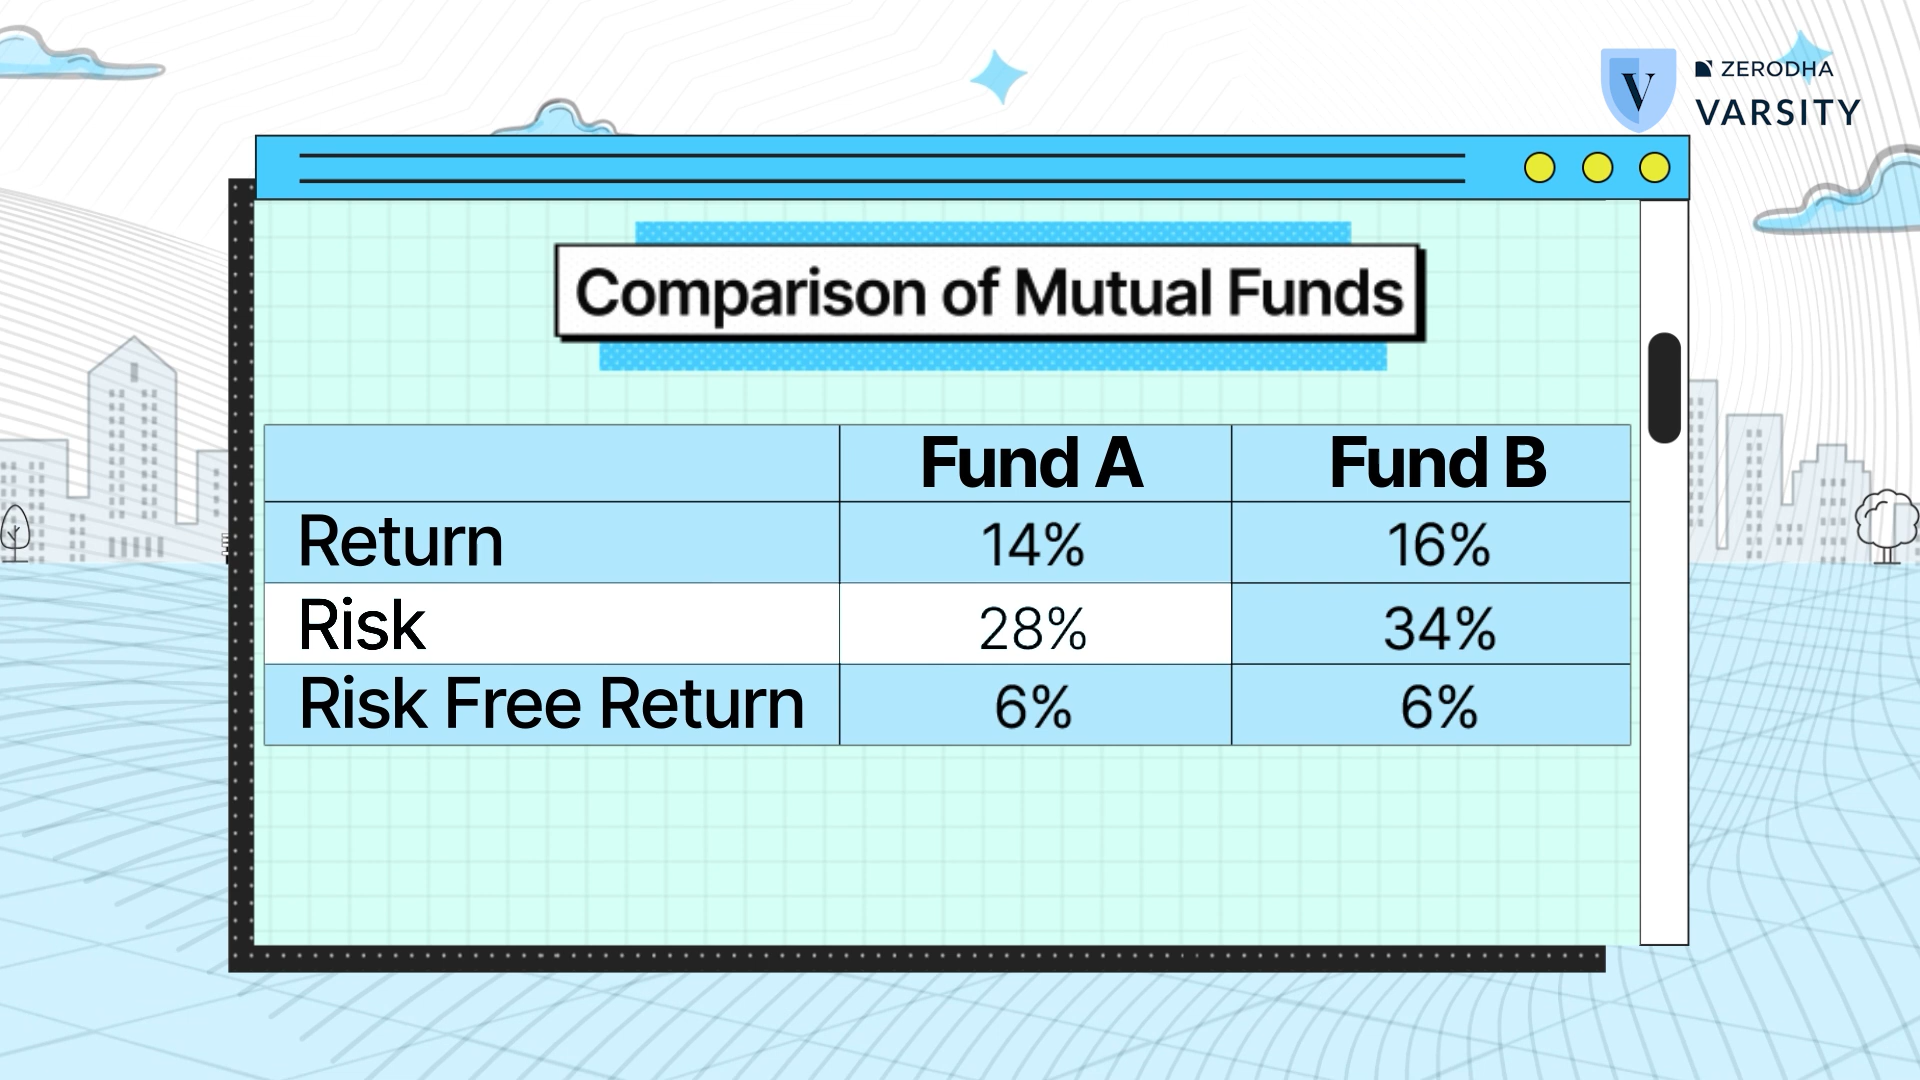 V
ZERODHA
VARSITY
Comparison of Mutual Funds
Fund A Fund B
Return 14% 16%
Risk 28% 34%
Risk Free Return 6% 6%